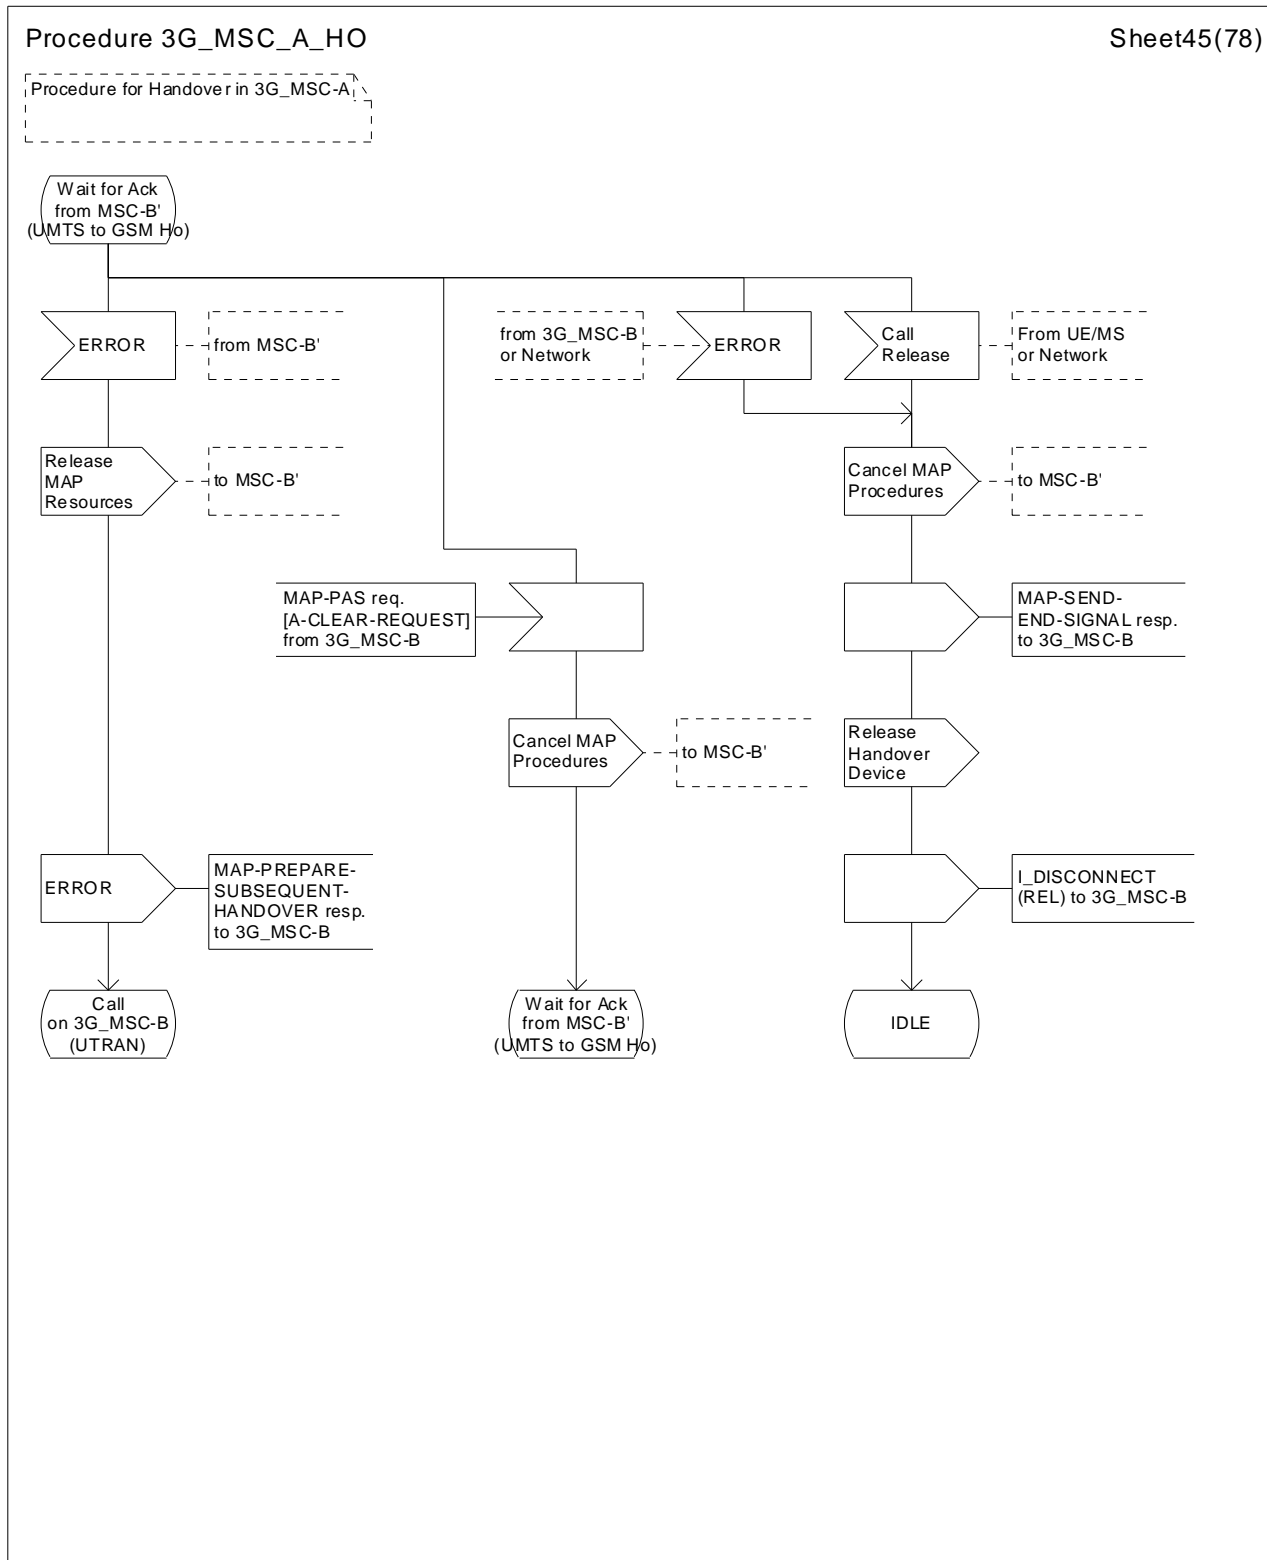 Procedure 3G_MSC_A_HO
Sheet45(78)
Procedure for Handover in 3G_MSC-A
Wait for Ack
from MSC-B'
(UMTS to GSM Ho)
ERROR
from MSC-B'
from 3G_MSC-B
or Network
ERROR
Call
Release
From UE/MS
or Network
Release
MAP
Resources
to MSC-B'
Cancel MAP
Procedures
to MSC-B'
MAP-PAS req.
[A-CLEAR-REQUEST]
from 3G_MSC-B
MAP-SEND-
END-SIGNAL resp.
to 3G_MSC-B
Cancel MAP
Procedures
to MSC-B'
Release
Handover
Device
ERROR
MAP-PREPARE-
SUBSEQUENT-
HANDOVER resp.
to 3G_MSC-B
I_DISCONNECT
(REL) to 3G_MSC-B
Call
on 3G_MSC-B
(UTRAN)
Wait for Ack
from MSC-B'
(UMTS to GSM Ho)
IDLE